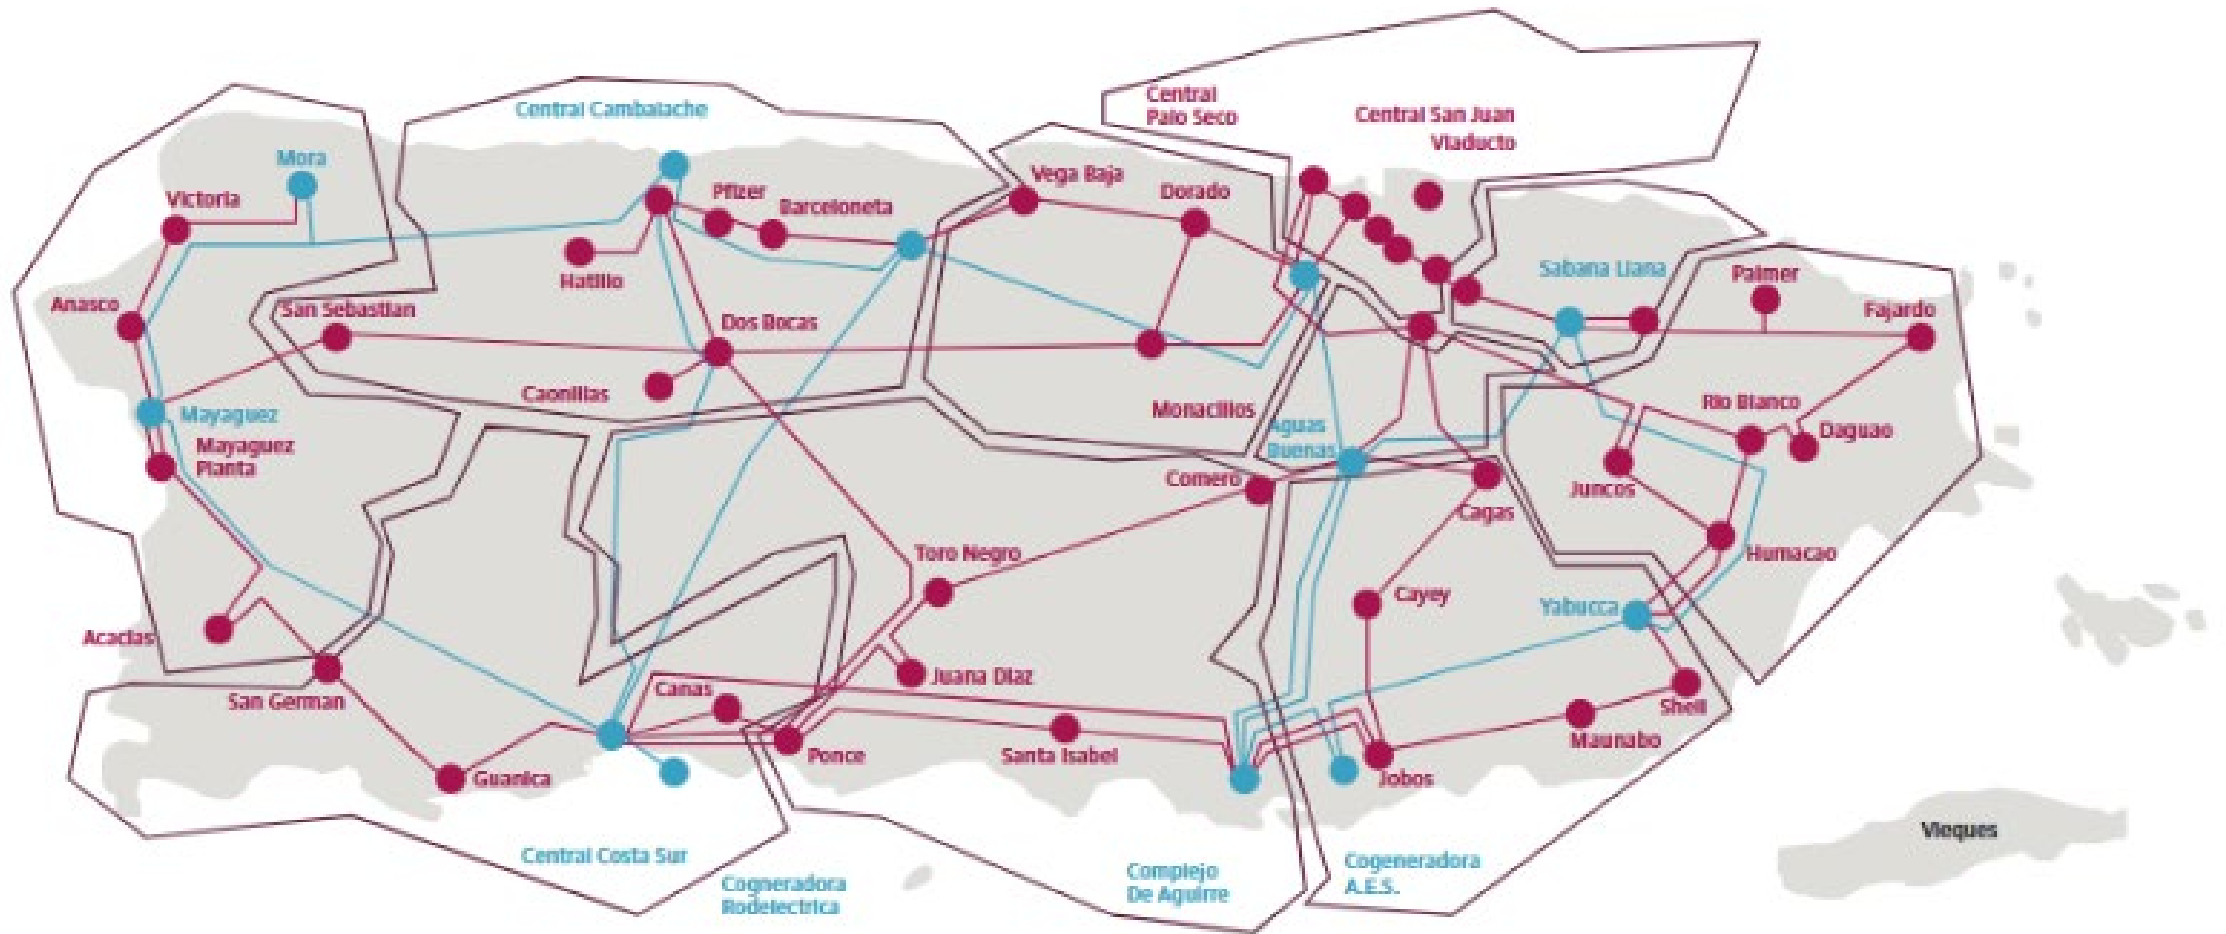 Central
Palo Seco
Central San Juan
Viaducto
Central Cambalache
Mora
Victoria
Pfizer
Barceloneta
Vega Baja
Dorado
Hatillo
Sabana Llana
Palmer
Fajardo
Anasco
San Sebastian
Dos Bocas
Caonillas
Monacillos
Aguas
Buenas
Rio Blanco
Daguao
Mayaguez
Mayaguez
Planta
Comero
Cagas
Juncos
Humacao
Toro Negro
Cayey
Yabucca
Acacias
San German
Canas
Juana Diaz
Shell
Maunabo
Guanica
Ponce
Santa Isabel
Jobos
Vieques
Central Costa Sur
Cogneradora
Rodelectrica
Complejo
De Aguirre
Cogeneradora
A.E.S.